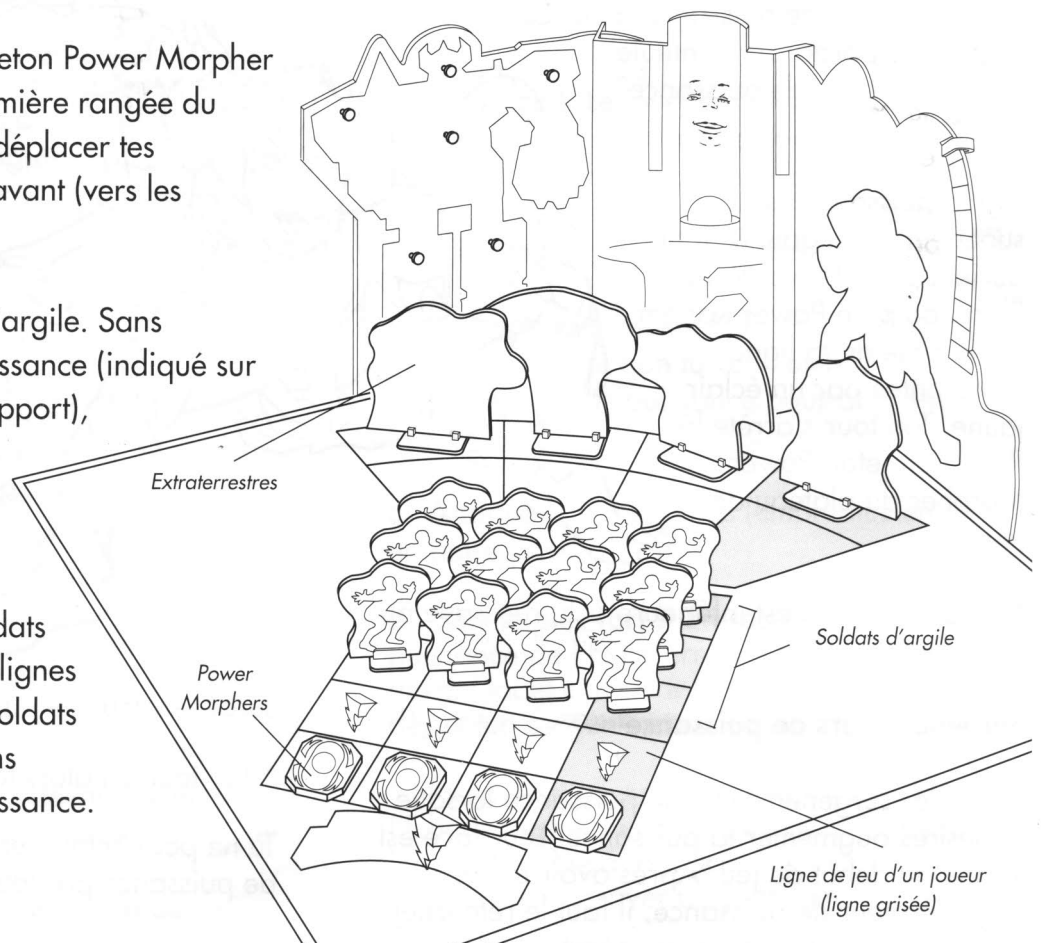 eton Power Morpher
mière rangée du
déplacer tes
avant (vers les
argile. Sans
ssance (indiqué sur
pport),
dats
lignes
soldats
ns
ssance.
Extraterrestres
Power
Morphers
Soldats d'argile
Ligne de jeu d'un joueur
(ligne grisée)